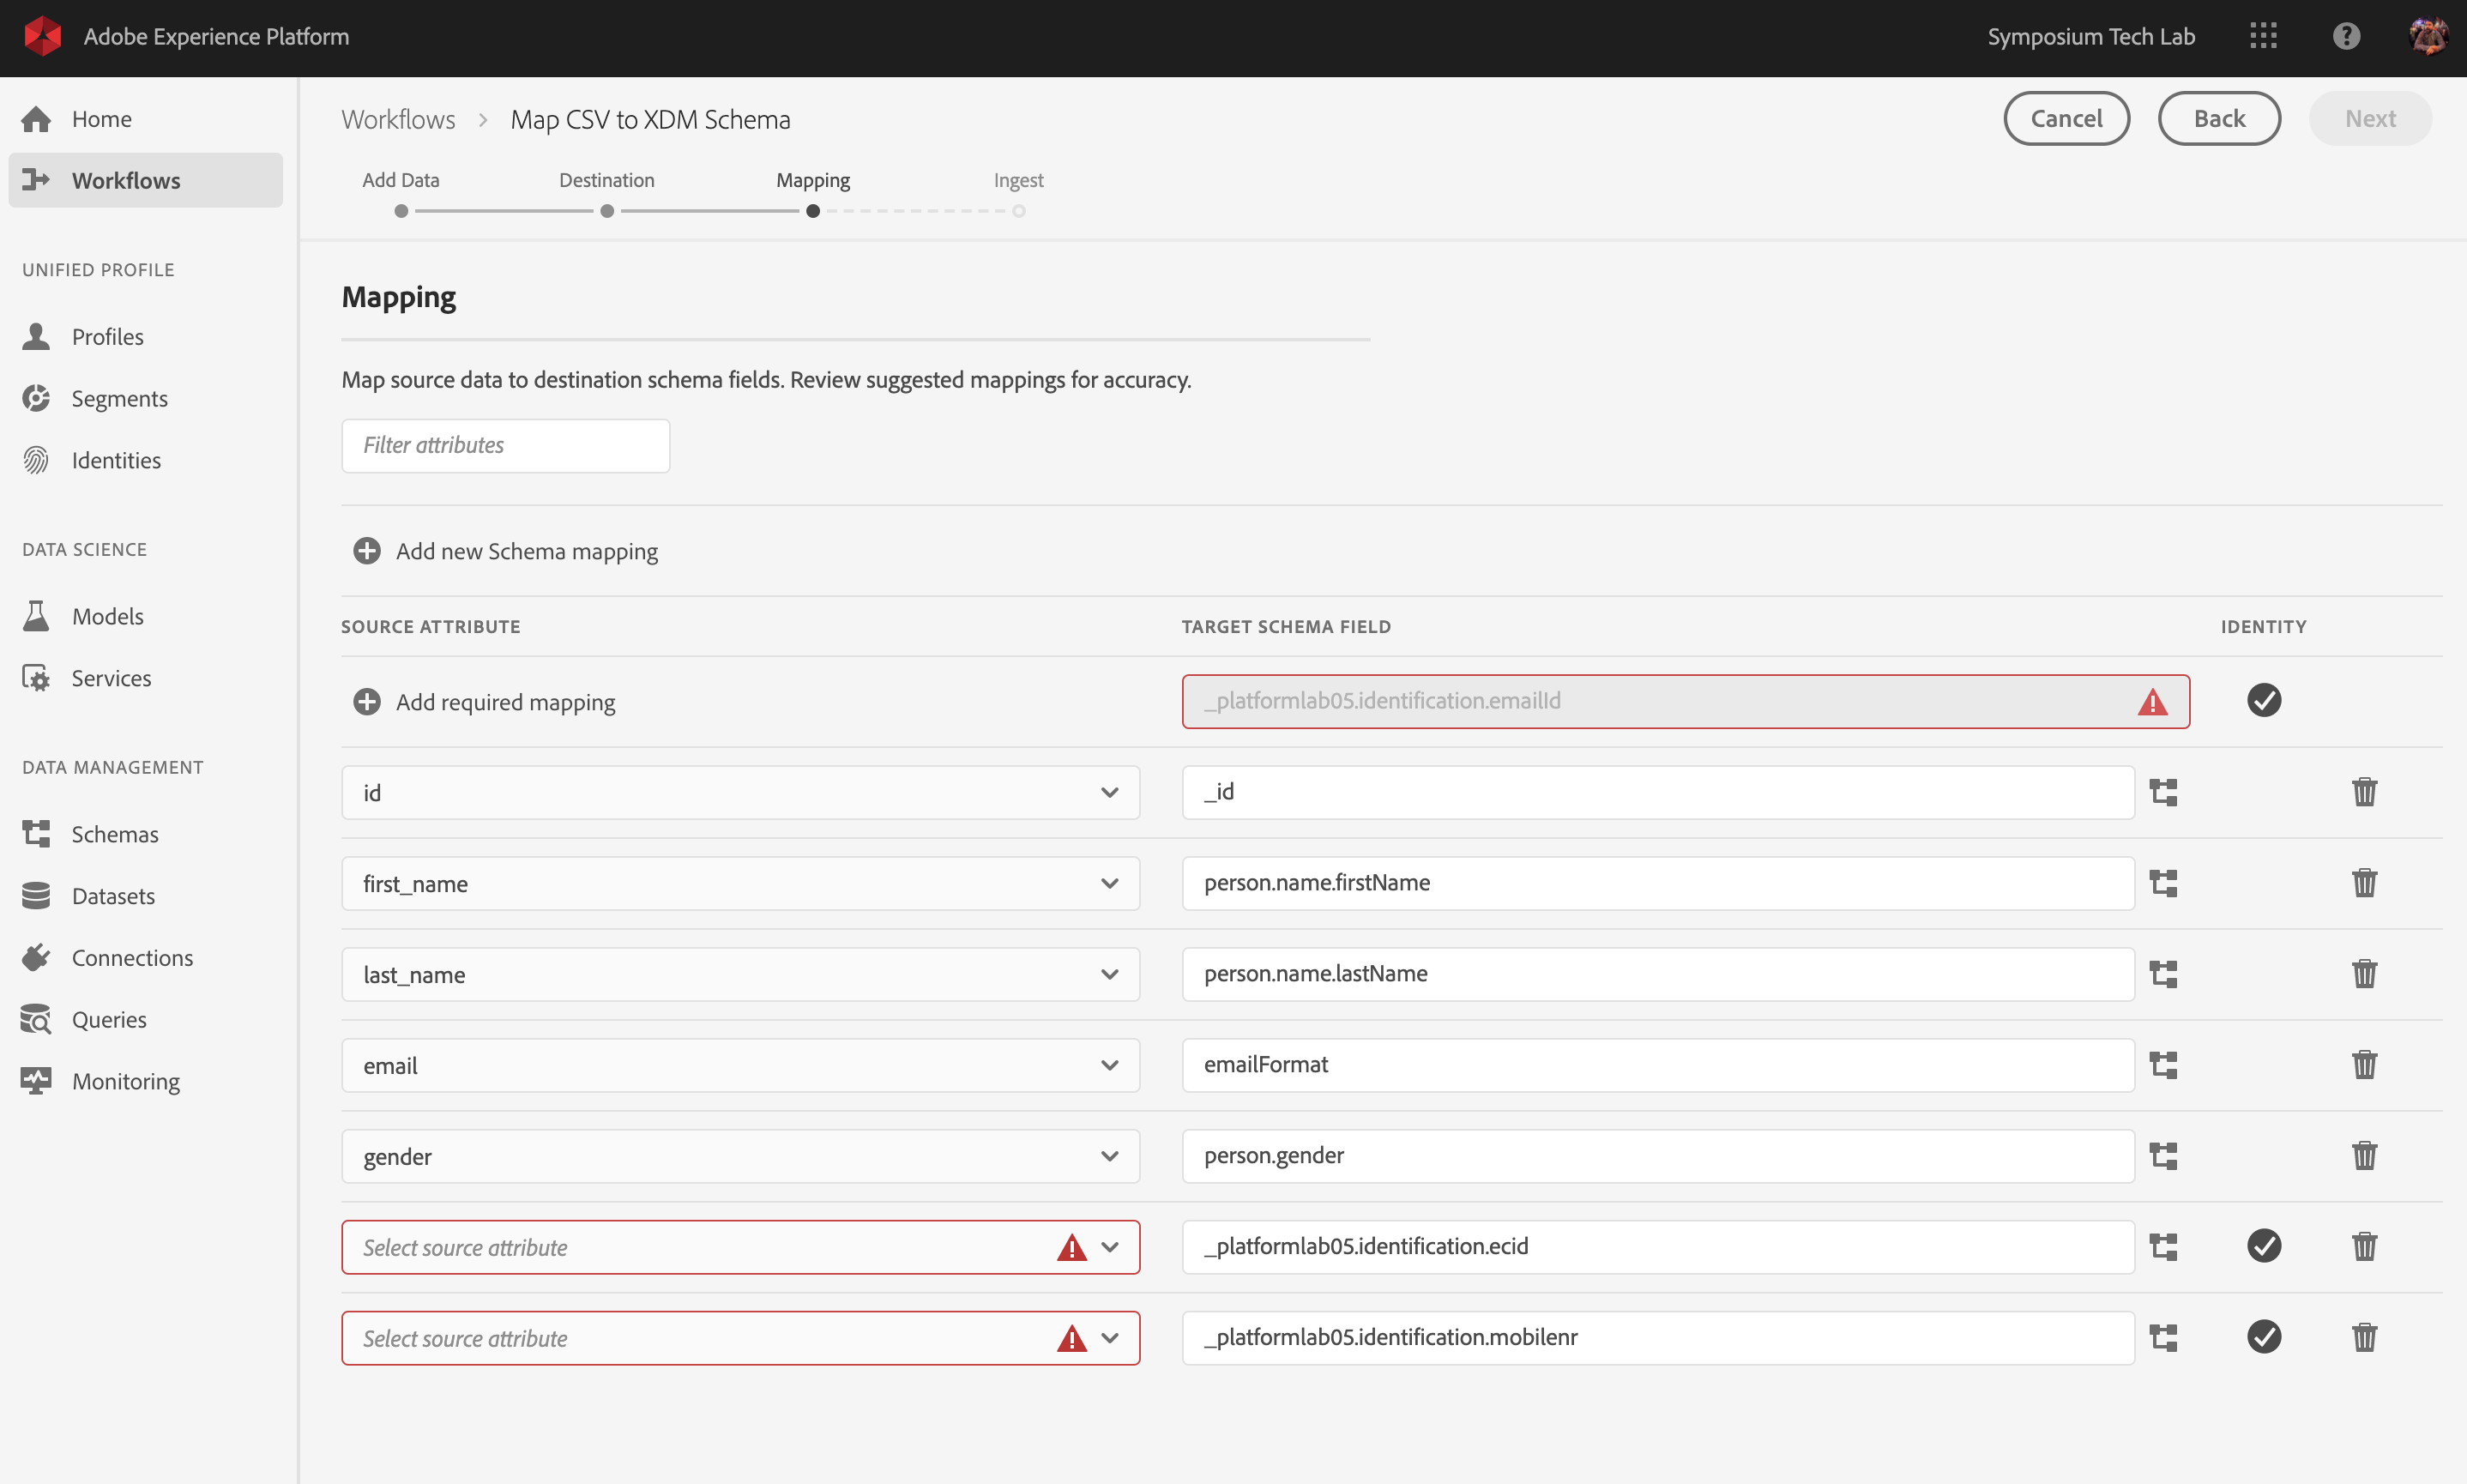 Adobe Experience Platform
Symposium Tech Lab
Home
Workflows
UNIFIED PROFILE
Profiles
Segments
Identities
DATA SCIENCE
Models
Services
DATA MANAGEMENT
Schemas
Datasets
Connections
Queries
Monitoring
Workflows > Map CSV to XDM Schema
Cancel
Back
Next
Add Data
Destination
Mapping
Ingest
Mapping
Map source data to destination schema fields. Review suggested mappings for accuracy.
Filter attributes
Add new Schema mapping
SOURCE ATTRIBUTE TARGET SCHEMA FIELD IDENTITY
Add required mapping _platformlab05.identification.emailId
id _id
first_name person.name.firstName
last_name person.name.lastName
email emailFormat
gender person.gender
Select source attribute _platformlab05.identification.ecid
Select source attribute _platformlab05.identification.mobilenr